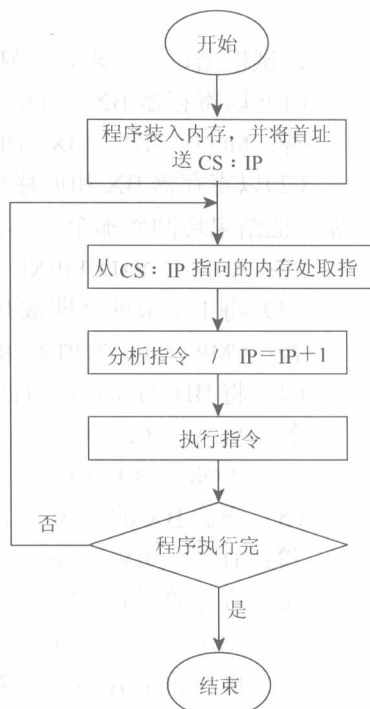 开始
程序装入内存，并将首址
送 CS：IP
从CS：IP 指向的内存处取指
分析指令 / IP＝IP＋1
执行指令
程序执行完
否
是
结束